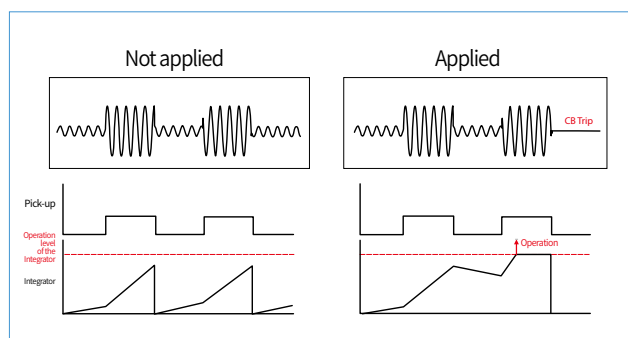 Not applied
Applied
CB Trip
Pick-up
Operation
level
of the
Integrator
Operation
Integrator